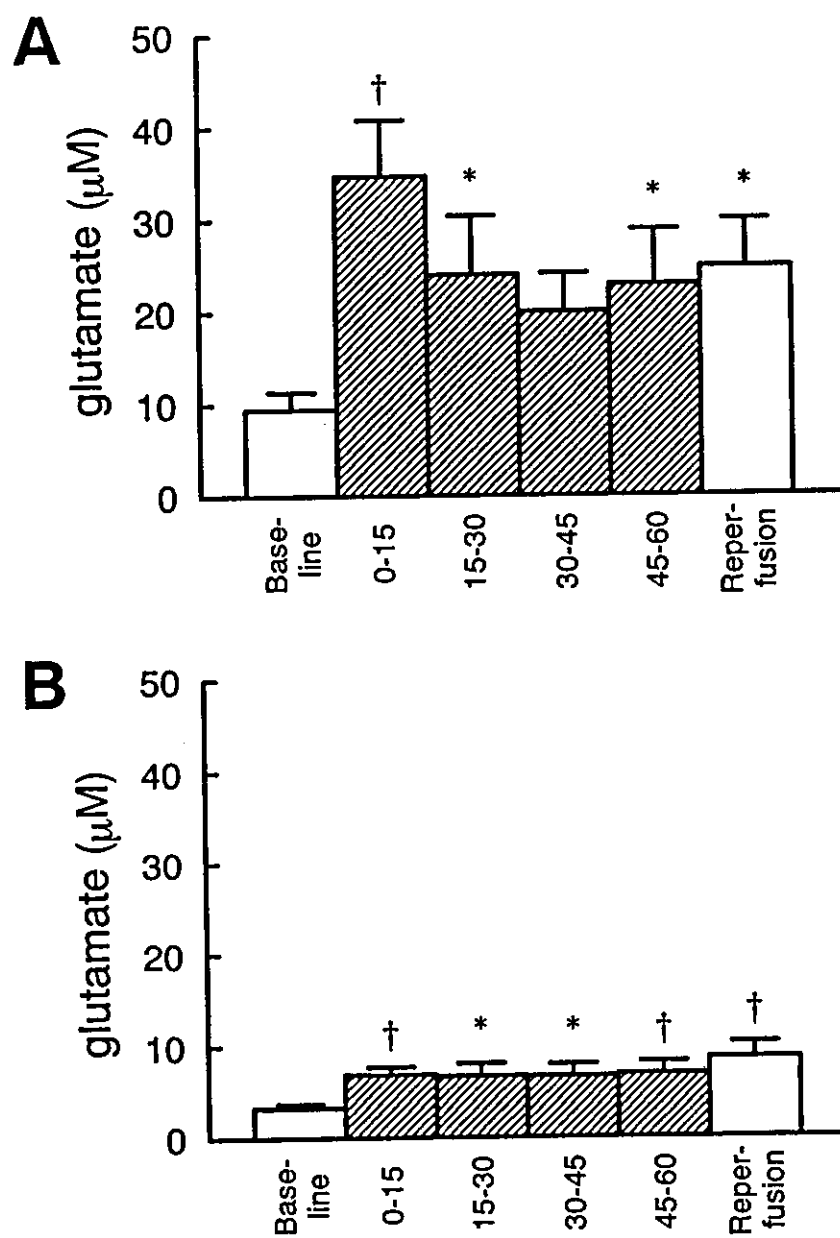 A
50
†
glutamate (μM)
40
*
*
*
30
20
10
0
Base-
line
0-15
15-30
30-45
45-60
Reper-
fusion
B
50
glutamate (μM)
40
30
20
†
*
*
†
†
10
0
Base-
line
0-15
15-30
30-45
45-60
Reper-
fusion